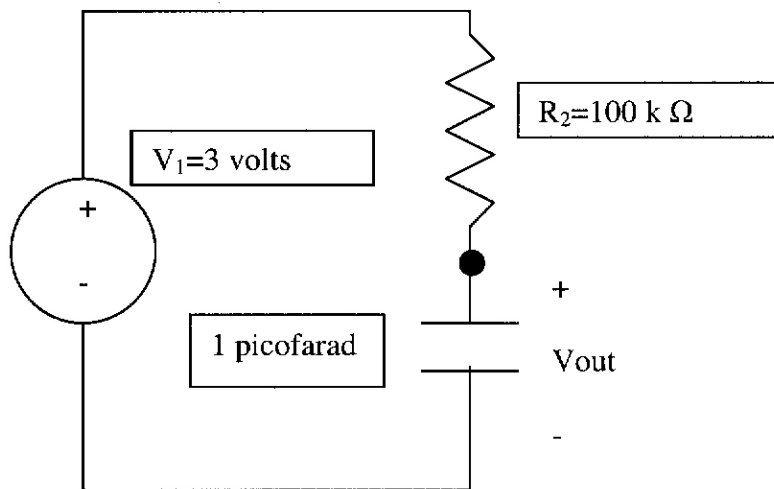 R₂=100 k Ω
V₁=3 volts
+
-
+
1 picofarad
Vout
-